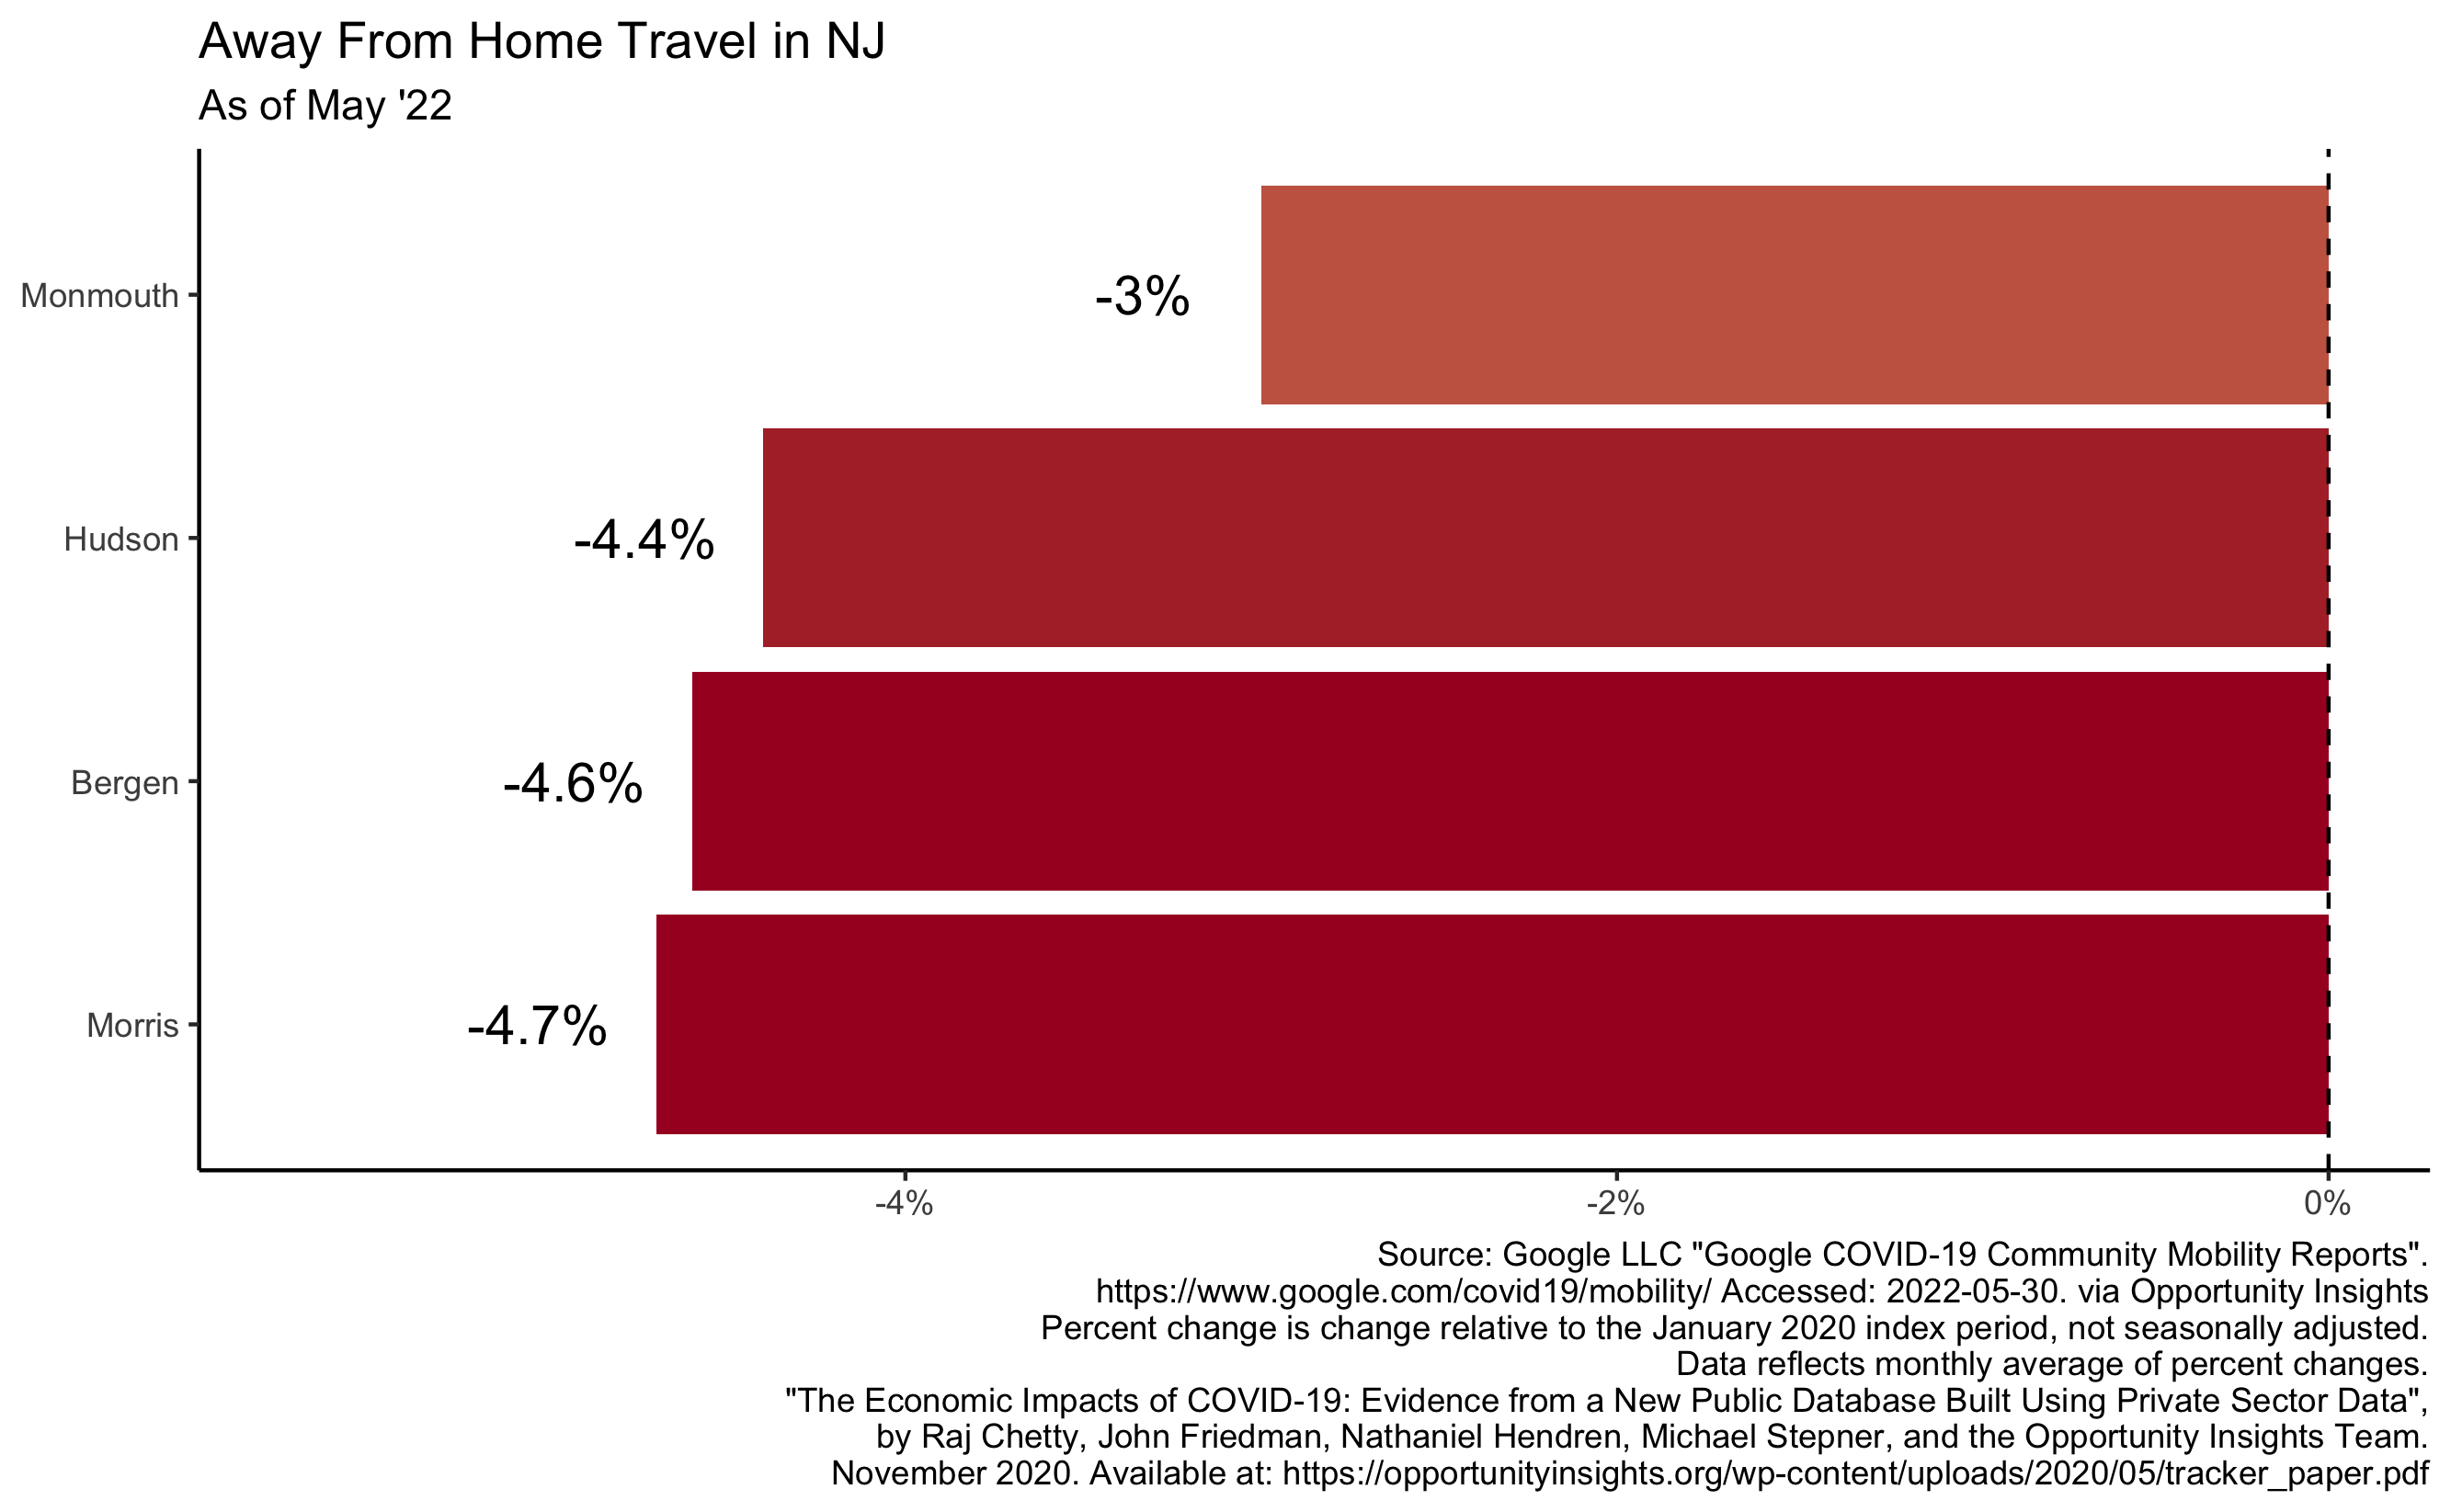 Away From Home Travel in NJ
As of May '22
Monmouth
-3%
Hudson
-4.4%
Bergen
-4.6%
Morris
-4.7%
-4%
-2%
0%
Source: Google LLC "Google COVID-19 Community Mobility Reports".
https://www.google.com/covid19/mobility/ Accessed: 2022-05-30. via Opportunity Insights
Percent change is change relative to the January 2020 index period, not seasonally adjusted.
Data reflects monthly average of percent changes.
"The Economic Impacts of COVID-19: Evidence from a New Public Database Built Using Private Sector Data",
by Raj Chetty, John Friedman, Nathaniel Hendren, Michael Stepner, and the Opportunity Insights Team.
November 2020. Available at: https://opportunityinsights.org/wp-content/uploads/2020/05/tracker_paper.pdf